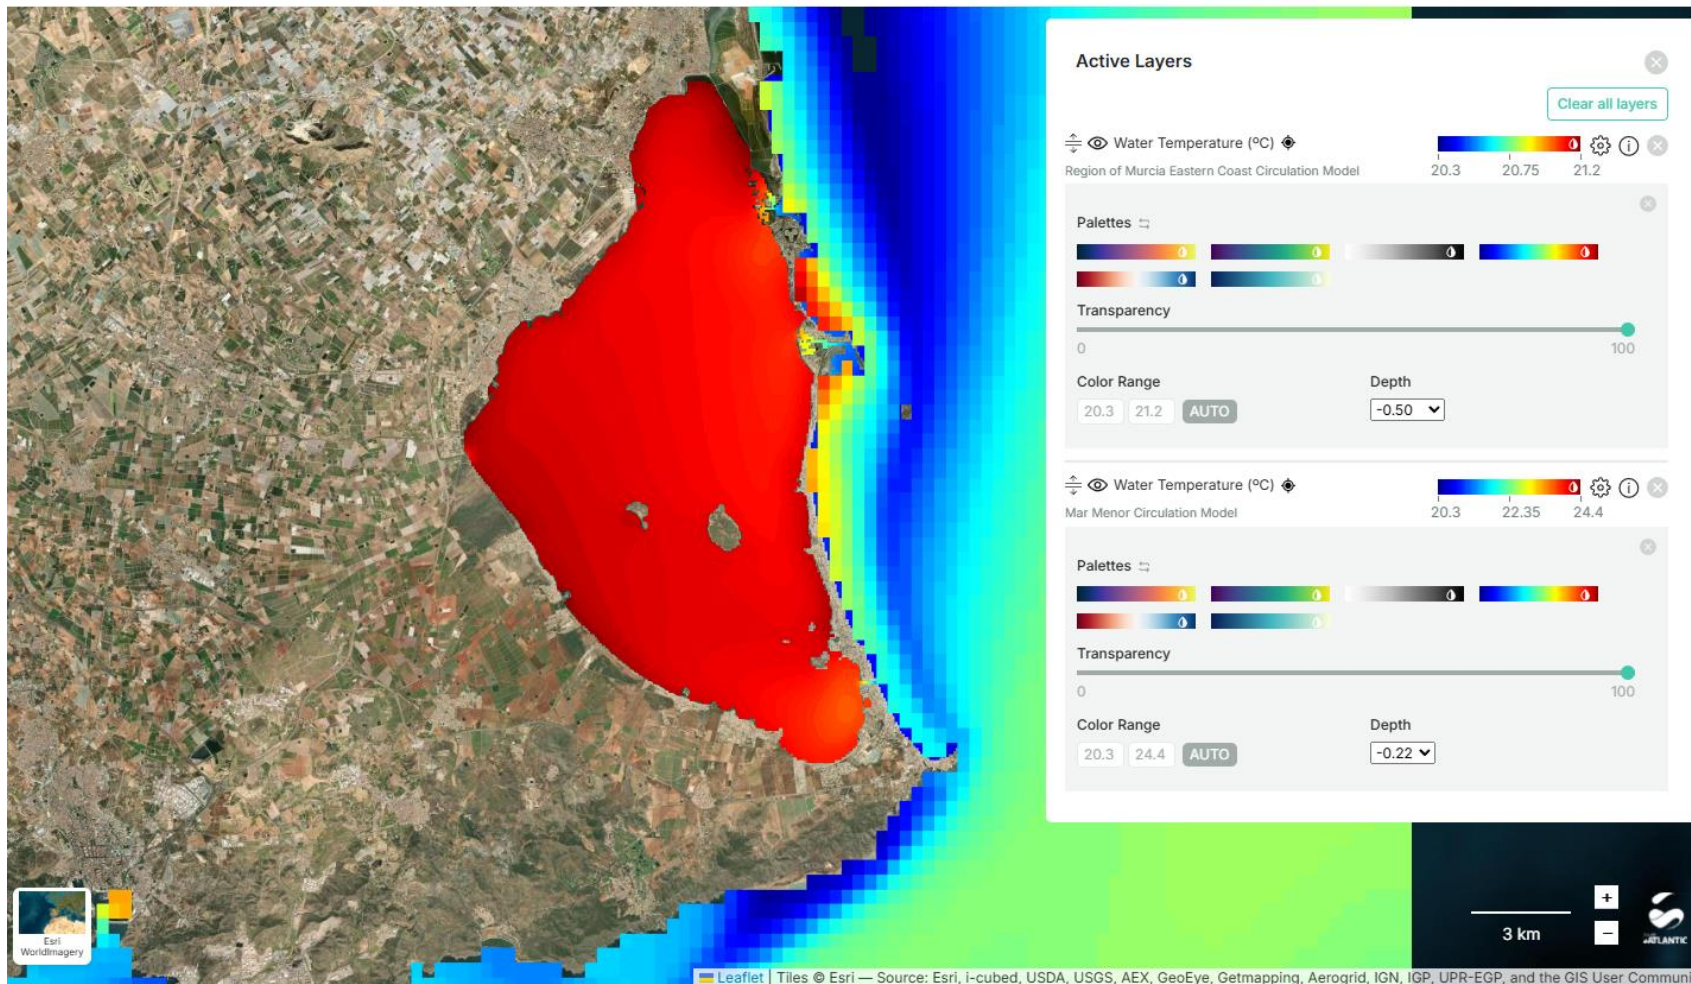 Active Layers
Clear all layers
Water Temperature (ºC)
20.3 20.75 21.2
Region of Murcia Eastern Coast Circulation Model
Palettes
Transparency
0 100
Color Range Depth
20.3 21.2 AUTO -0.50
Water Temperature (ºC)
20.3 22.35 24.4
Mar Menor Circulation Model
Palettes
Transparency
0 100
Color Range Depth
20.3 24.4 AUTO -0.22
Esri
WorldImagery
+
3 km
−
Leaflet | Tiles © Esri — Source: Esri, i-cubed, USDA, USGS, AEX, GeoEye, Getmapping, Aerogrid, IGN, IGP, UPR-EGP, and the GIS User Communi